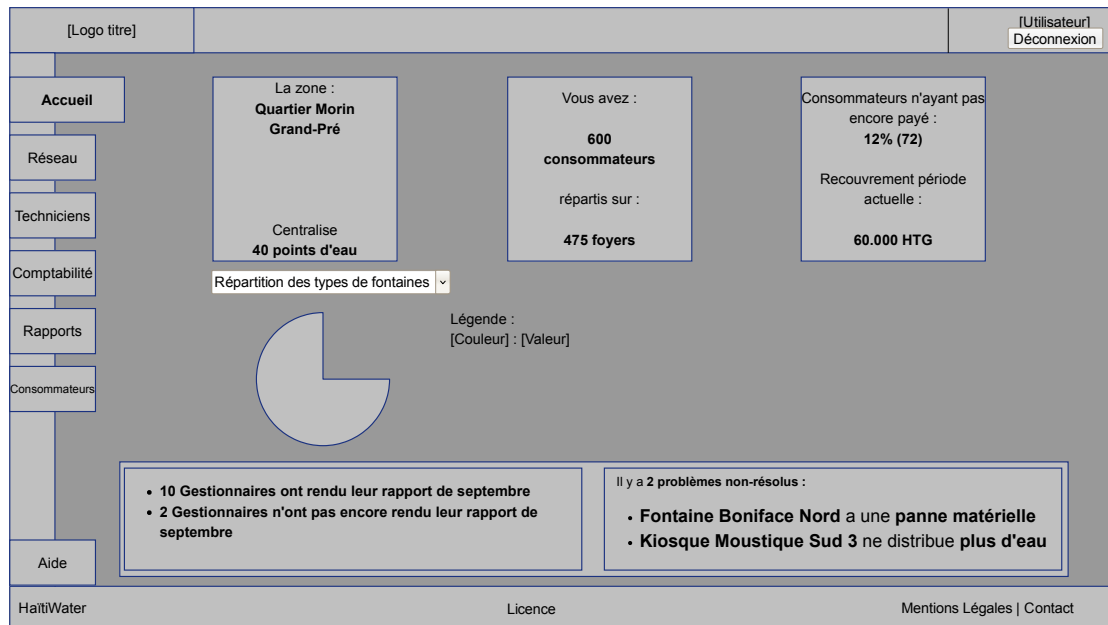 [Logo titre]
[Utilisateur]
Déconnexion
Accueil
Réseau
Techniciens
Comptabilité
Rapports
Consommateurs
Aide
La zone :
Quartier Morin
Grand-Pré
Centralise
40 points d'eau
Vous avez :
600
consommateurs
répartis sur :
475 foyers
Consommateurs n'ayant pas
encore payé :
12% (72)
Recouvrement période
actuelle :
60.000 HTG
Répartition des types de fontaines
Légende :
[Couleur] : [Valeur]
• 10 Gestionnaires ont rendu leur rapport de septembre
• 2 Gestionnaires n'ont pas encore rendu leur rapport de
septembre
Il y a 2 problèmes non-résolus :
• Fontaine Boniface Nord a une panne matérielle
• Kiosque Moustique Sud 3 ne distribue plus d'eau
HaïtiWater
Licence
Mentions Légales | Contact